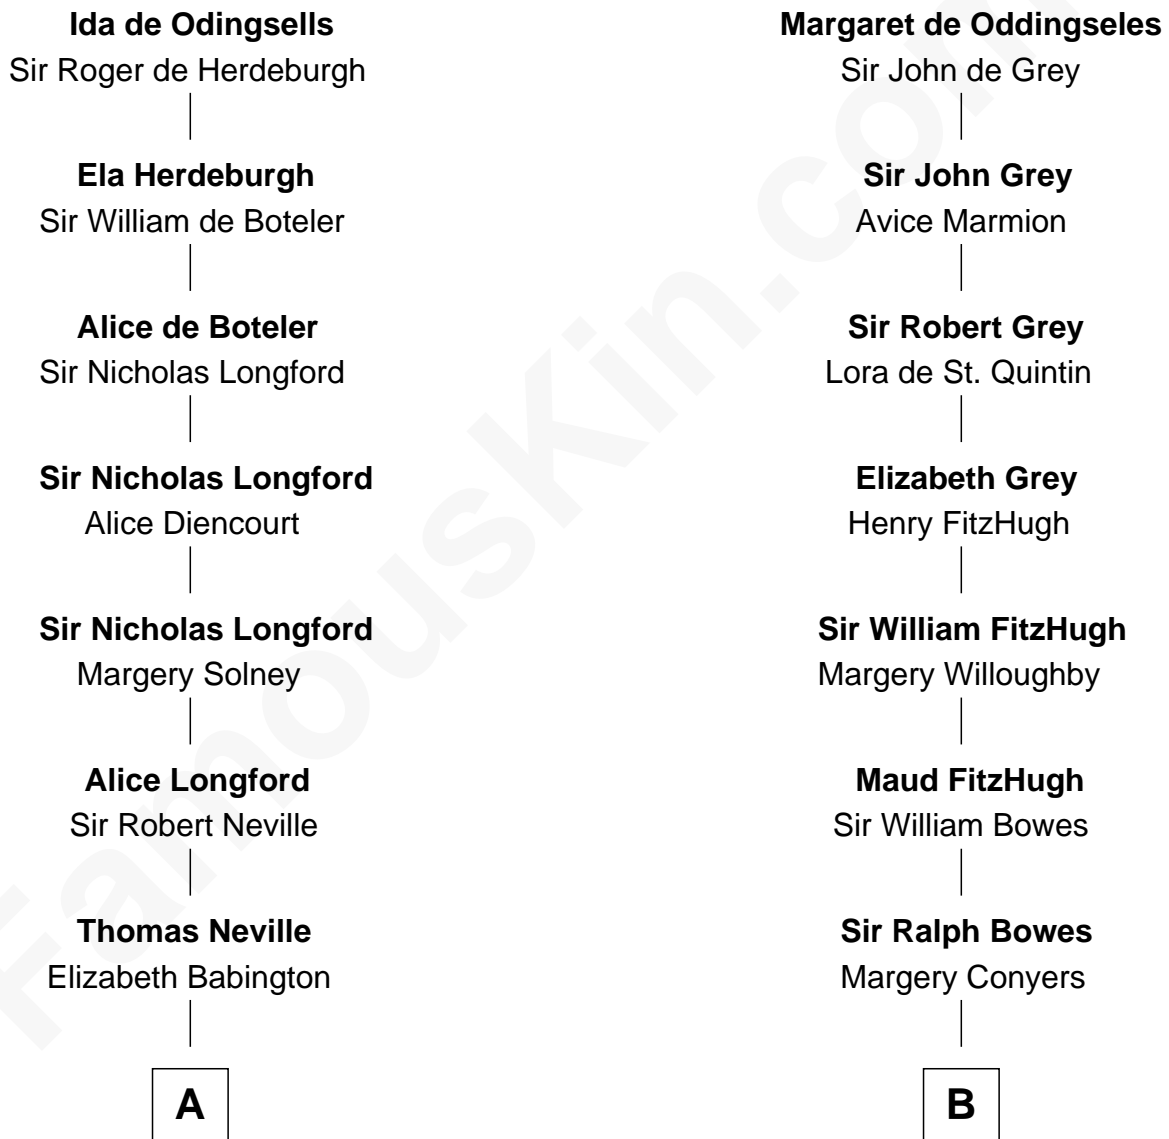 Ida de Odingsells
Sir Roger de Herdeburgh
Ela Herdeburgh
Sir William de Boteler
Alice de Boteler
Sir Nicholas Longford
Sir Nicholas Longford
Alice Diencourt
Sir Nicholas Longford
Margery Solney
Alice Longford
Sir Robert Neville
Thomas Neville
Elizabeth Babington
A
Margaret de Oddingseles
Sir John de Grey
Sir John Grey
Avice Marmion
Sir Robert Grey
Lora de St. Quintin
Elizabeth Grey
Henry FitzHugh
Sir William FitzHugh
Margery Willoughby
Maud FitzHugh
Sir William Bowes
Sir Ralph Bowes
Margery Conyers
B
FamousKin.com